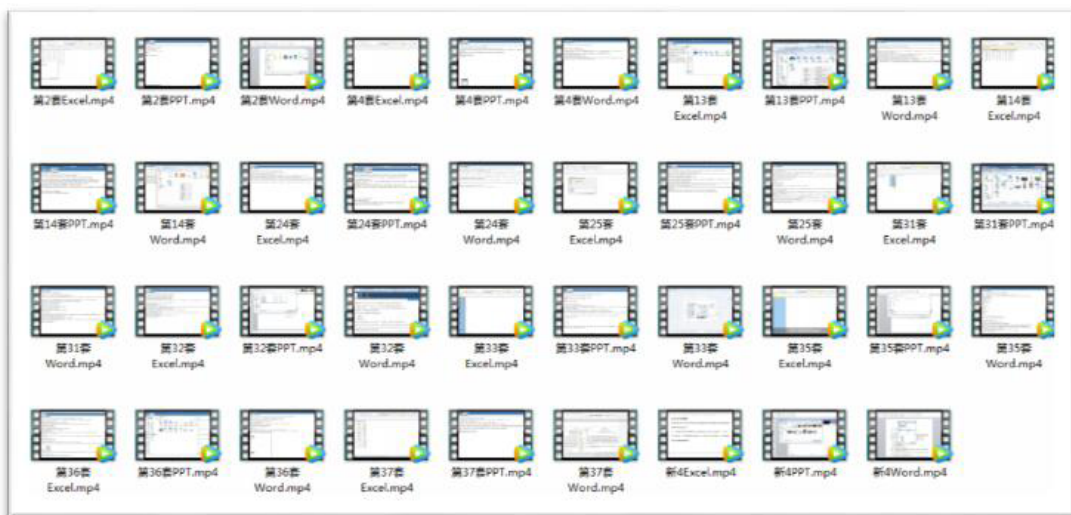 第2套Excel.mp4 第2套PPT.mp4 第2套Word.mp4 第4套Excel.mp4 第4套PPT.mp4 第4套Word.mp4 第13套 Excel.mp4 第13套PPT.mp4 第13套 Word.mp4 第14套 Excel.mp4
第14套PPT.mp4 第14套 Word.mp4 第24套 Excel.mp4 第24套PPT.mp4 第24套 Word.mp4 第25套 Excel.mp4 第25套PPT.mp4 第25套 Word.mp4 第31套 Excel.mp4 第31套PPT.mp4
第31套 Word.mp4 第32套 Excel.mp4 第32套PPT.mp4 第32套 Word.mp4 第33套 Excel.mp4 第33套PPT.mp4 第33套 Word.mp4 第35套 Excel.mp4 第35套PPT.mp4 第35套 Word.mp4
第36套 Excel.mp4 第36套PPT.mp4 第36套 Word.mp4 第37套 Excel.mp4 第37套PPT.mp4 第37套 Word.mp4 新4Excel.mp4 新4PPT.mp4 新4Word.mp4